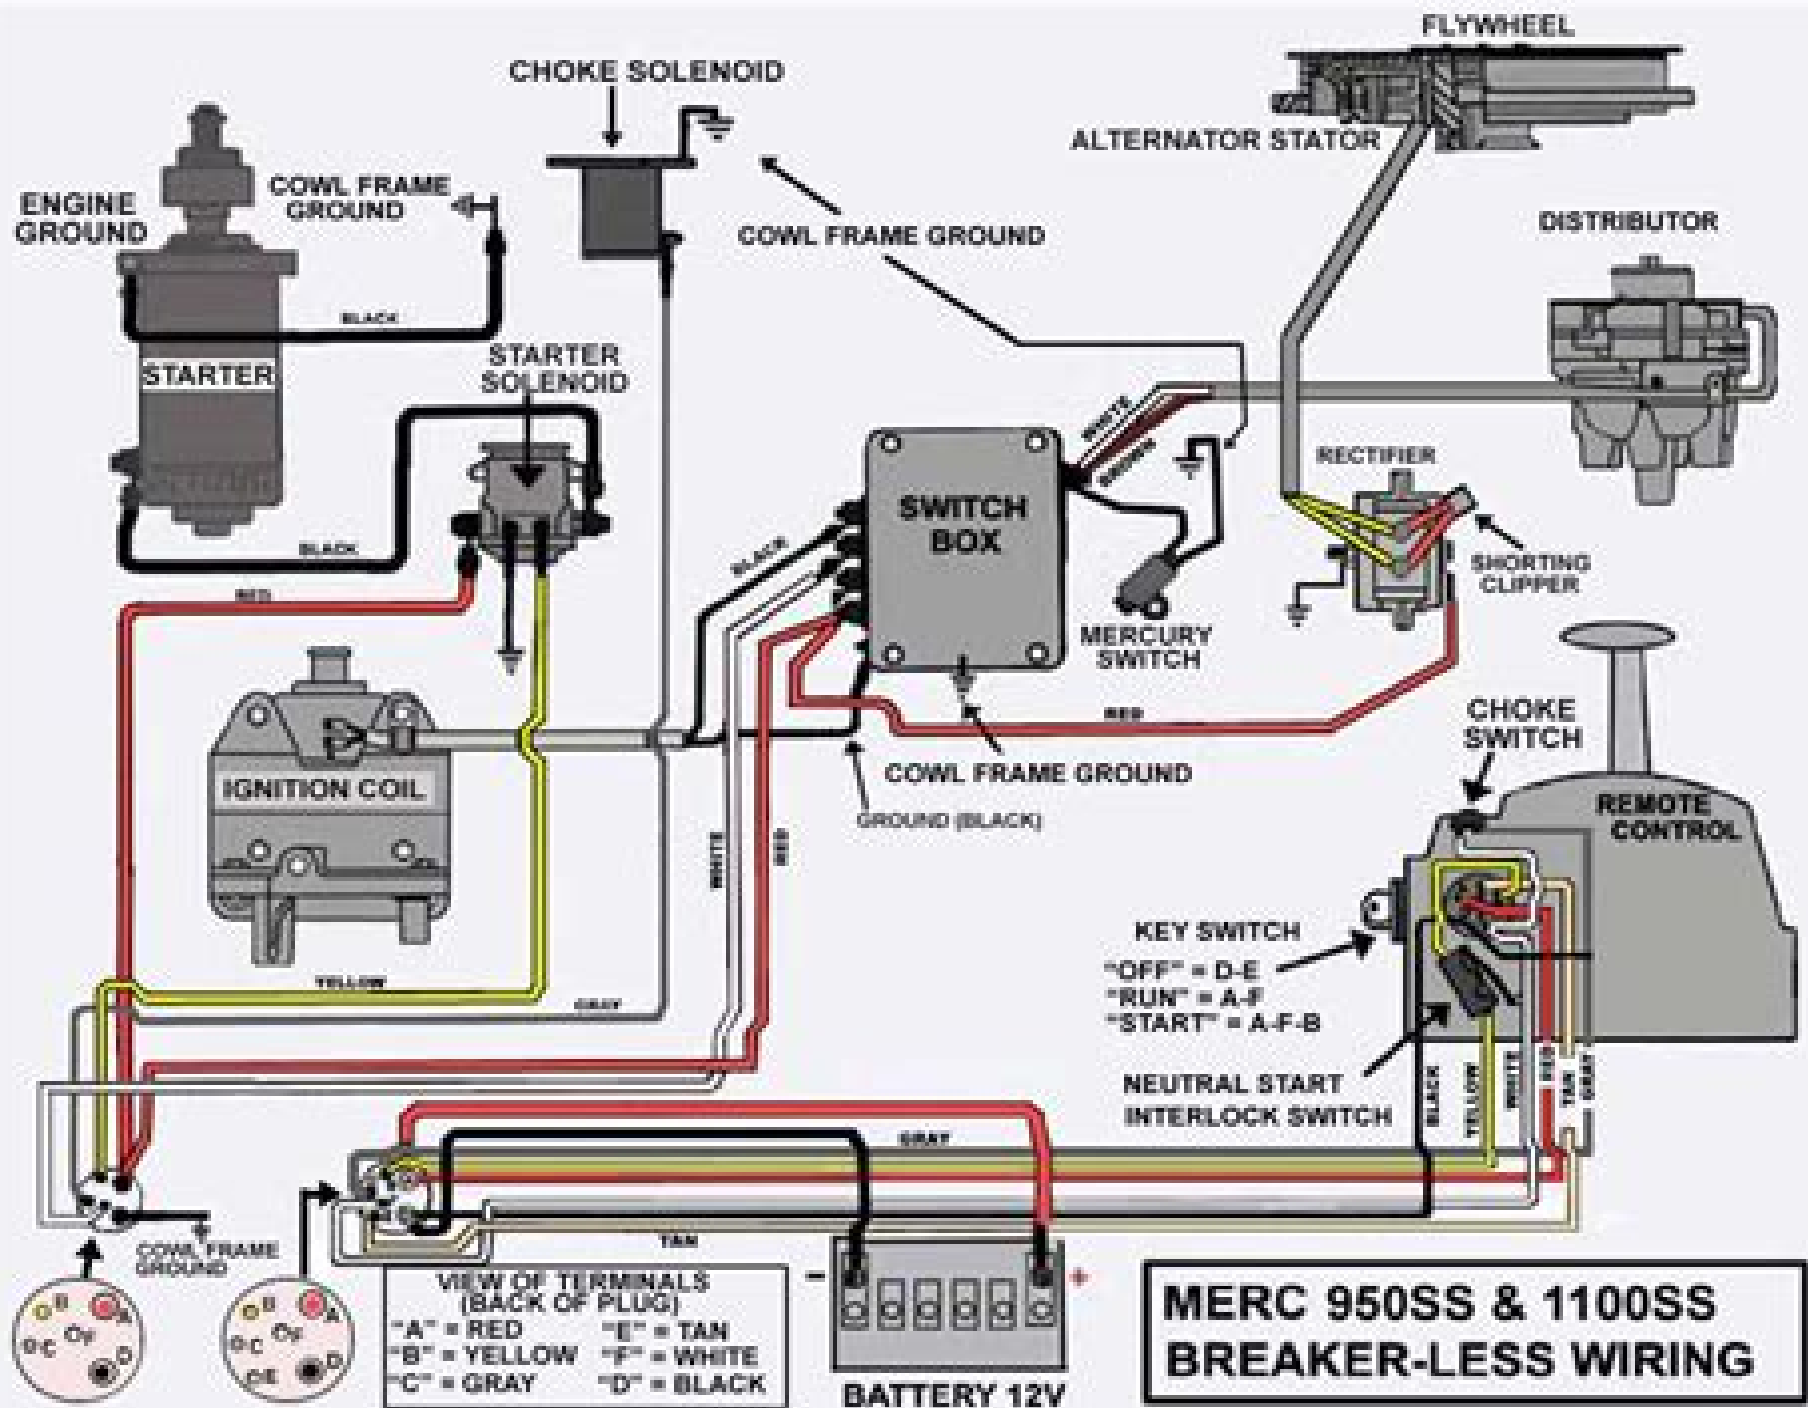 FLYWHEEL
CHOKE SOLENOID
ALTERNATOR STATOR
ENGINE
GROUND
COWL FRAME
GROUND
COWL FRAME GROUND
DISTRIBUTOR
BLACK
STARTER
STARTER
SOLENOID
WHITE
BROWN
RECTIFIER
SWITCH
BOX
BLACK
BLACK
SHORTING
CLIPPER
RED
MERCURY
SWITCH
RED
CHOKE
SWITCH
IGNITION COIL
COWL FRAME GROUND
GROUND (BLACK)
REMOTE
CONTROL
WHITE
RED
KEY SWITCH
"OFF" = D-E
"RUN" = A-F
"START" = A-F-B
YELLOW
GRAY
NEUTRAL START
INTERLOCK SWITCH
BLACK
YELLOW
WHITE
RED
TAN
GRAY
GRAY
TAN
COWL FRAME
GROUND
VIEW OF TERMINALS
(BACK OF PLUG)
"A" = RED "E" = TAN
"B" = YELLOW "F" = WHITE
"C" = GRAY "D" = BLACK
B A
C F
D
B A
C F
E D
- +
BATTERY 12V
MERC 950SS & 1100SS
BREAKER-LESS WIRING